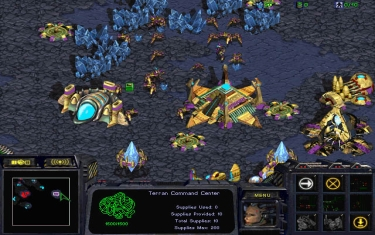 Terran Command Center
Supplies Used: 0
Supplies Provided: 10
Total Supplies: 10
Supplies Max: 200
MENU